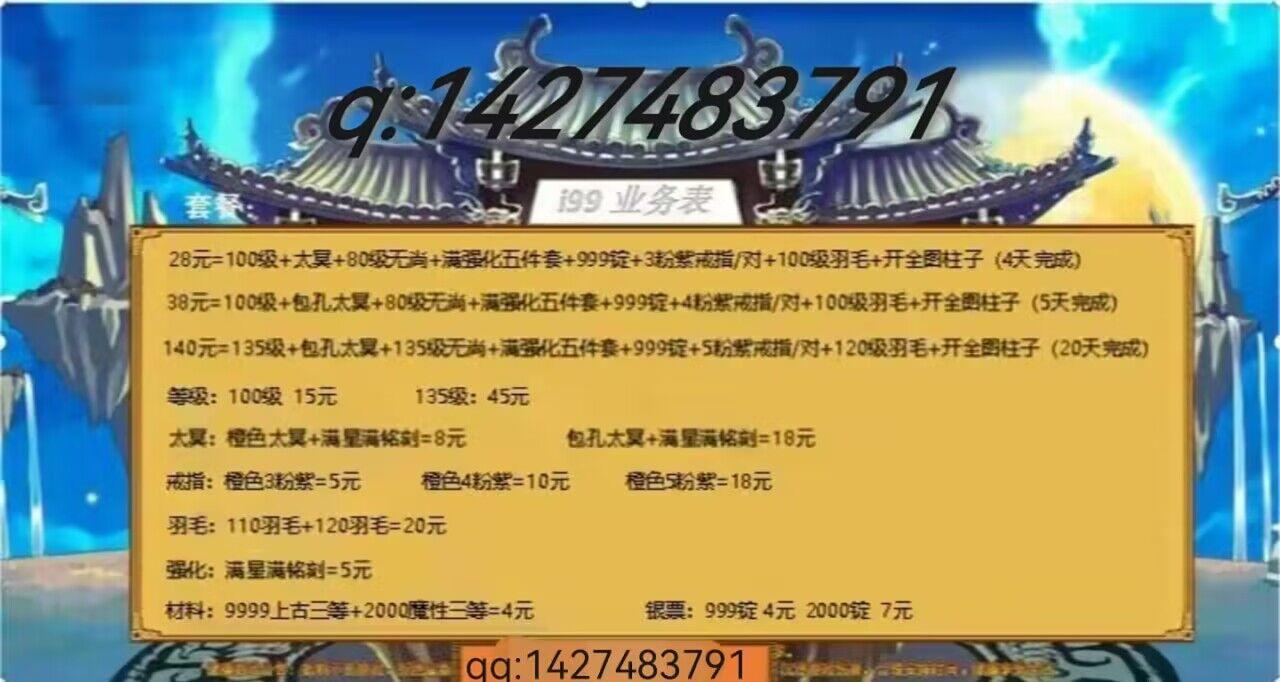 q:1427483791
i99 业务表
套餐
28元=100级+太冥+80级无尚+满强化五件套+999锭+3粉紫戒指/对+100级羽毛+开全图柱子（4天完成）
38元=100级+包孔太冥+80级无尚+满强化五件套+999锭+4粉紫戒指/对+100级羽毛+开全图柱子（5天完成）
140元=135级+包孔太冥+135级无尚+满强化五件套+999锭+5粉紫戒指/对+120级羽毛+开全图柱子（20天完成）
等级：100级 15元 135级：45元
太冥：橙色太冥+满星满铭刻=8元 包孔太冥+满星满铭刻=18元
戒指：橙色3粉紫=5元 橙色4粉紫=10元 橙色5粉紫=18元
羽毛：110羽毛+120羽毛=20元
强化：满星满铭刻=5元
材料：9999上古三等+2000魔性三等=4元 银票：999锭 4元 2000锭 7元
qq:1427483791